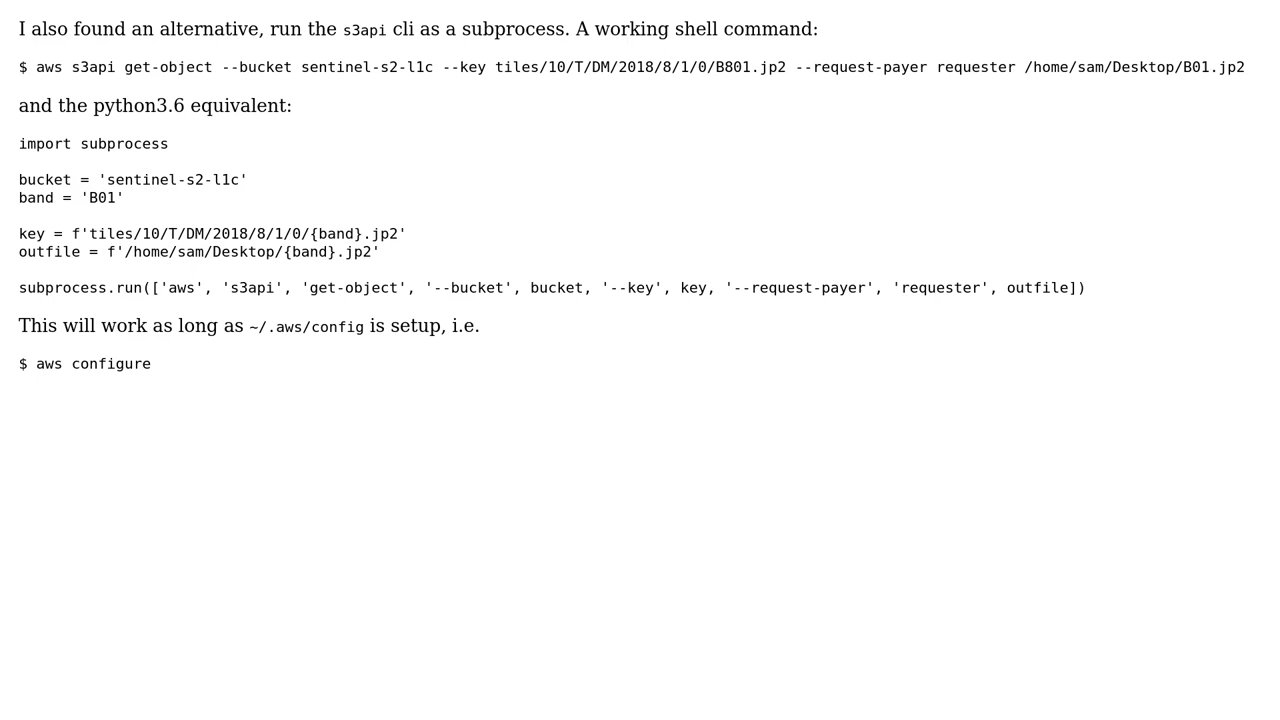 I also found an alternative, run the s3api cli as a subprocess. A working shell command:
$ aws s3api get-object --bucket sentinel-s2-l1c --key tiles/10/T/DM/2018/8/1/0/B801.jp2 --request-payer requester /home/sam/Desktop/B01.jp2
and the python3.6 equivalent:
import subprocess
bucket = 'sentinel-s2-l1c'
band = 'B01'
key = f'tiles/10/T/DM/2018/8/1/0/{band}.jp2'
outfile = f'/home/sam/Desktop/{band}.jp2'
subprocess.run(['aws', 's3api', 'get-object', '--bucket', bucket, '--key', key, '--request-payer', 'requester', outfile])
This will work as long as ~/.aws/config is setup, i.e.
$ aws configure